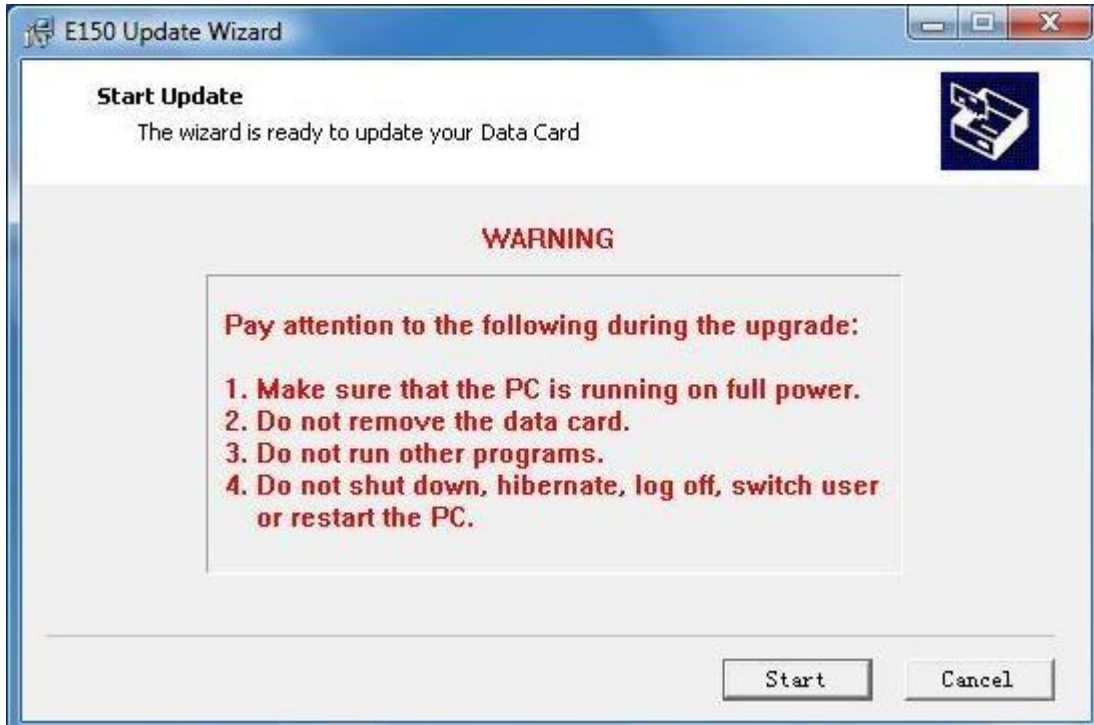 E150 Update Wizard
Start Update
The wizard is ready to update your Data Card
WARNING
Pay attention to the following during the upgrade:
1. Make sure that the PC is running on full power.
2. Do not remove the data card.
3. Do not run other programs.
4. Do not shut down, hibernate, log off, switch user
or restart the PC.
Start
Cancel